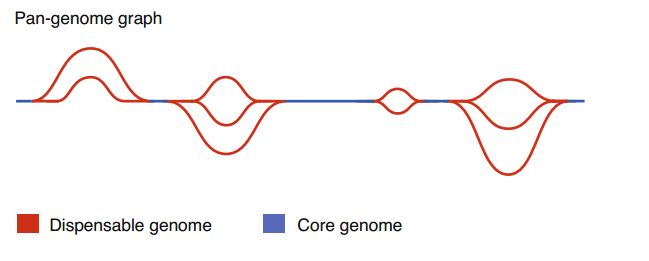 Pan-genome graph
Dispensable genome
Core genome